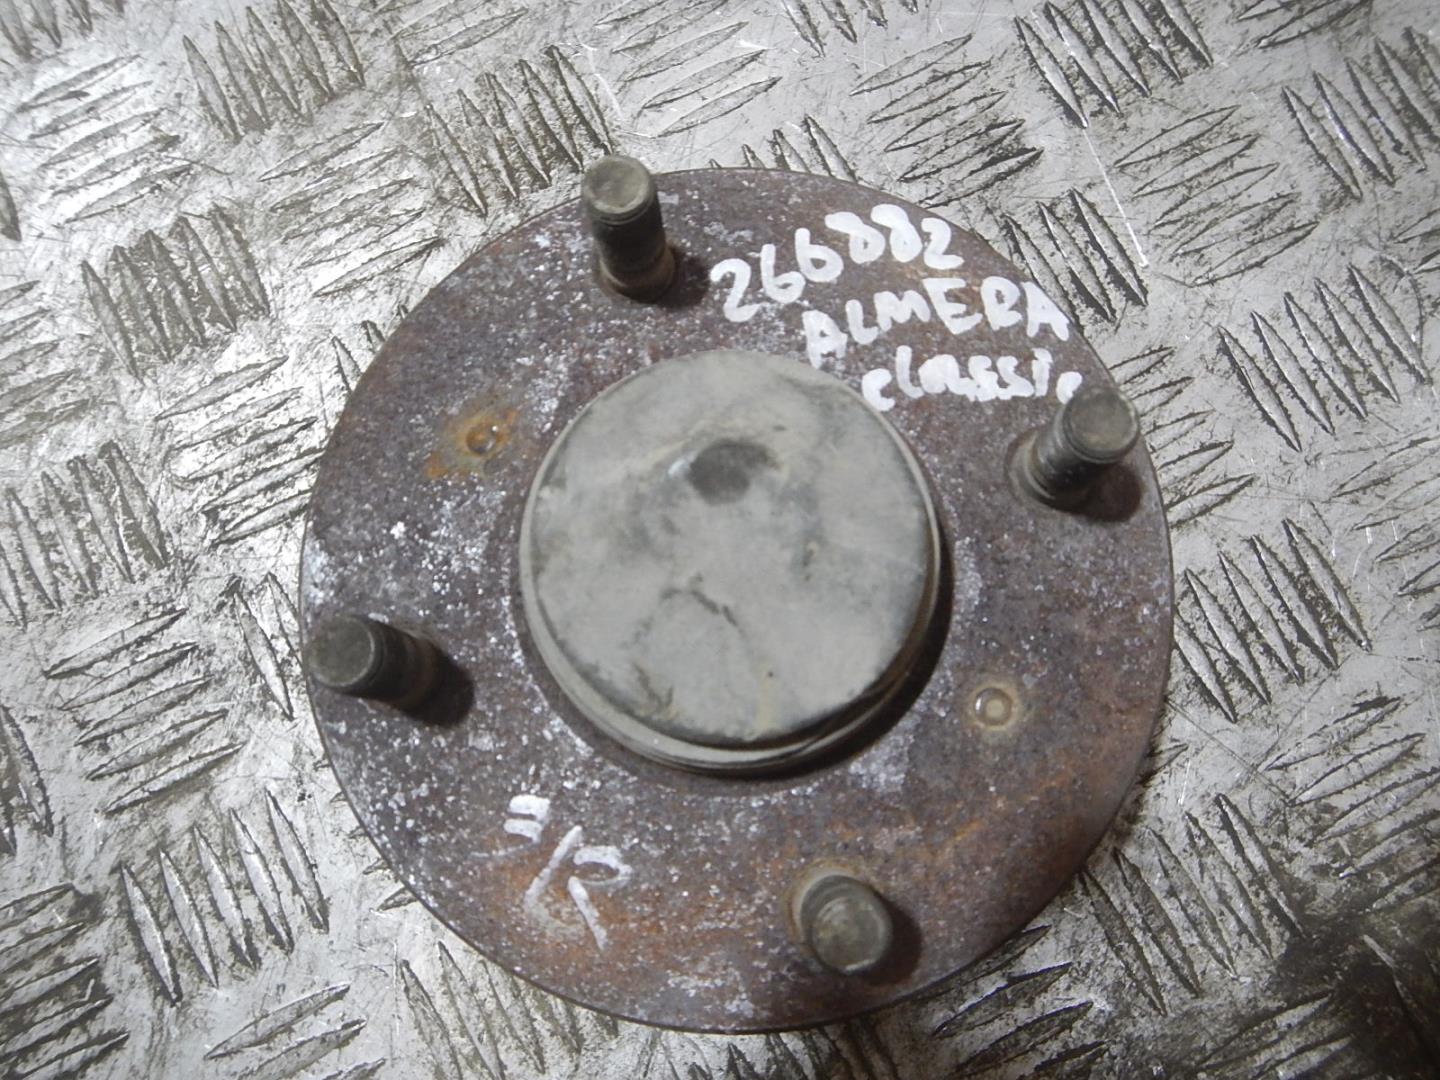 266882
ALMERA
classic
З/R